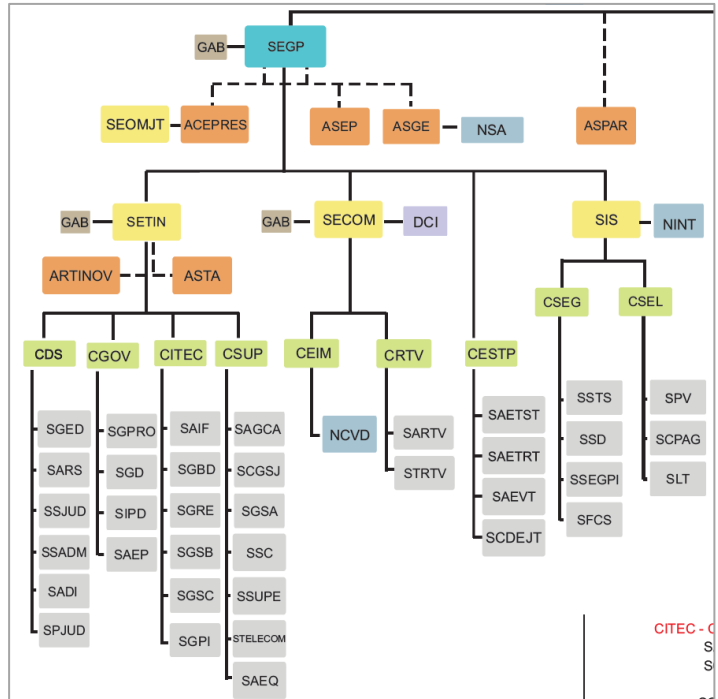 GAB
SEGP
SEOMJT
ACEPRES
ASEP
ASGE
NSA
ASPAR
GAB
SETIN
GAB
SECOM
DCI
SIS
NINT
ARTINOV
ASTA
CSEG
CSEL
CDS
CGOV
CITEC
CSUP
CEIM
CRTV
CESTP
SGED
SARS
SSJUD
SSADM
SADI
SPJUD
SGPRO
SGD
SIPD
SAEP
SAIF
SGBD
SGRE
SGSB
SGSC
SGPI
SAGCA
SCGSJ
SGSA
SSC
SSUPE
STELECOM
SAEQ
NCVD
SARTV
STRTV
SAETST
SAETRT
SAEVT
SCDEJT
SSTS
SSD
SSEGPI
SFCS
SPV
SCPAG
SLT
CITEC -